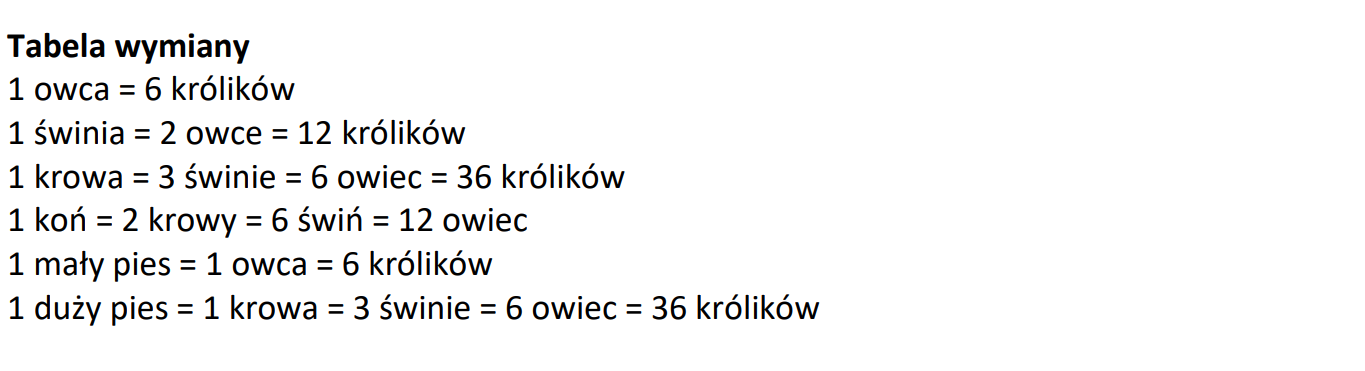 Tabela wymiany
1 owca = 6 królików
1 świnia = 2 owce = 12 królików
1 krowa = 3 świnie = 6 owiec = 36 królików
1 koń = 2 krowy = 6 świń = 12 owiec
1 mały pies = 1 owca = 6 królików
1 duży pies = 1 krowa = 3 świnie = 6 owiec = 36 królików